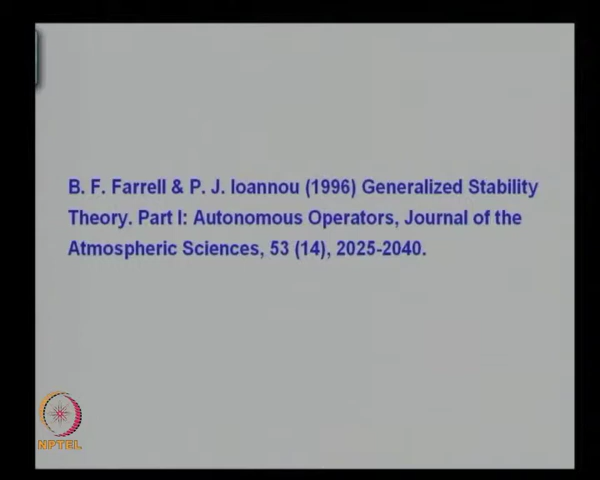 B. F. Farrell & P. J. Ioannou (1996) Generalized Stability
Theory. Part I: Autonomous Operators, Journal of the
Atmospheric Sciences, 53 (14), 2025-2040.
NPTEL